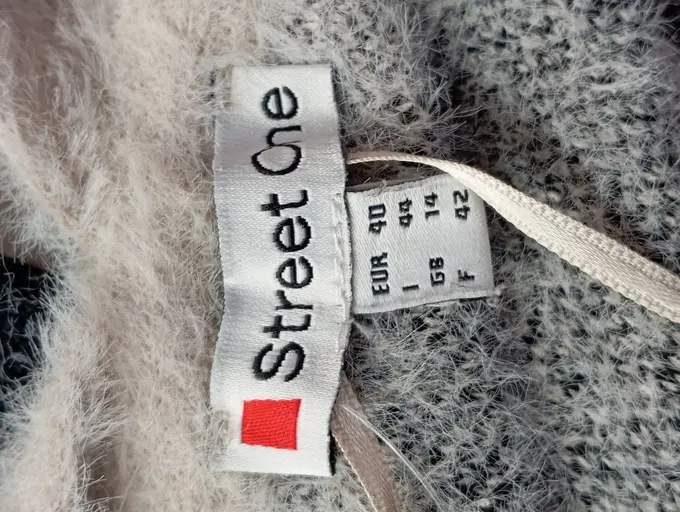 Street One
EUR 40
I 44
GB 14
F 42